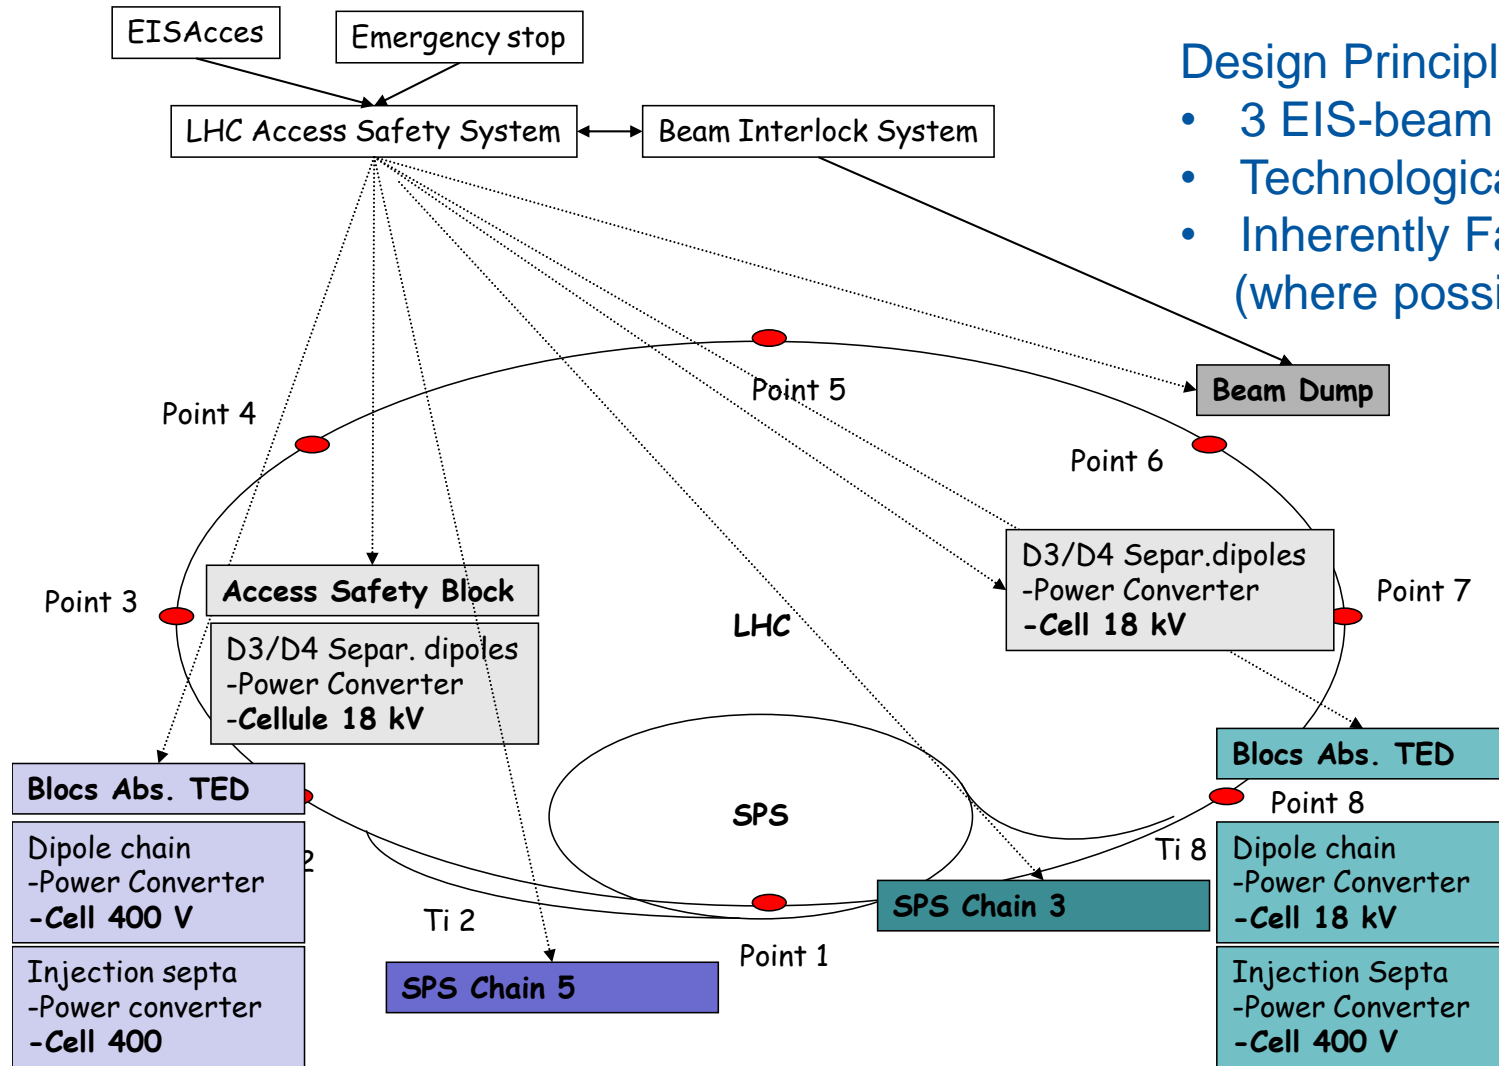 EISAcces
Emergency stop
LHC Access Safety System
Beam Interlock System
3 EIS-beam
Beam Dump
Point 5
Point 4
Point 6
Point 3
Access Safety Block
D3/D4 Separ. dipoles
-Power Converter
-Cellule 18 kV
LHC
D3/D4 Separ.dipoles
-Power Converter
-Cell 18 kV
Point 7
Blocs Abs. TED
Dipole chain
-Power Converter
-Cell 400 V
Injection septa
-Power converter
-Cell 400
2
Ti 2
SPS
SPS Chain 5
Point 1
SPS Chain 3
Ti 8
Blocs Abs. TED
Point 8
Dipole chain
-Power Converter
-Cell 18 kV
Injection Septa
-Power Converter
-Cell 400 V
Design
Inherently
(where